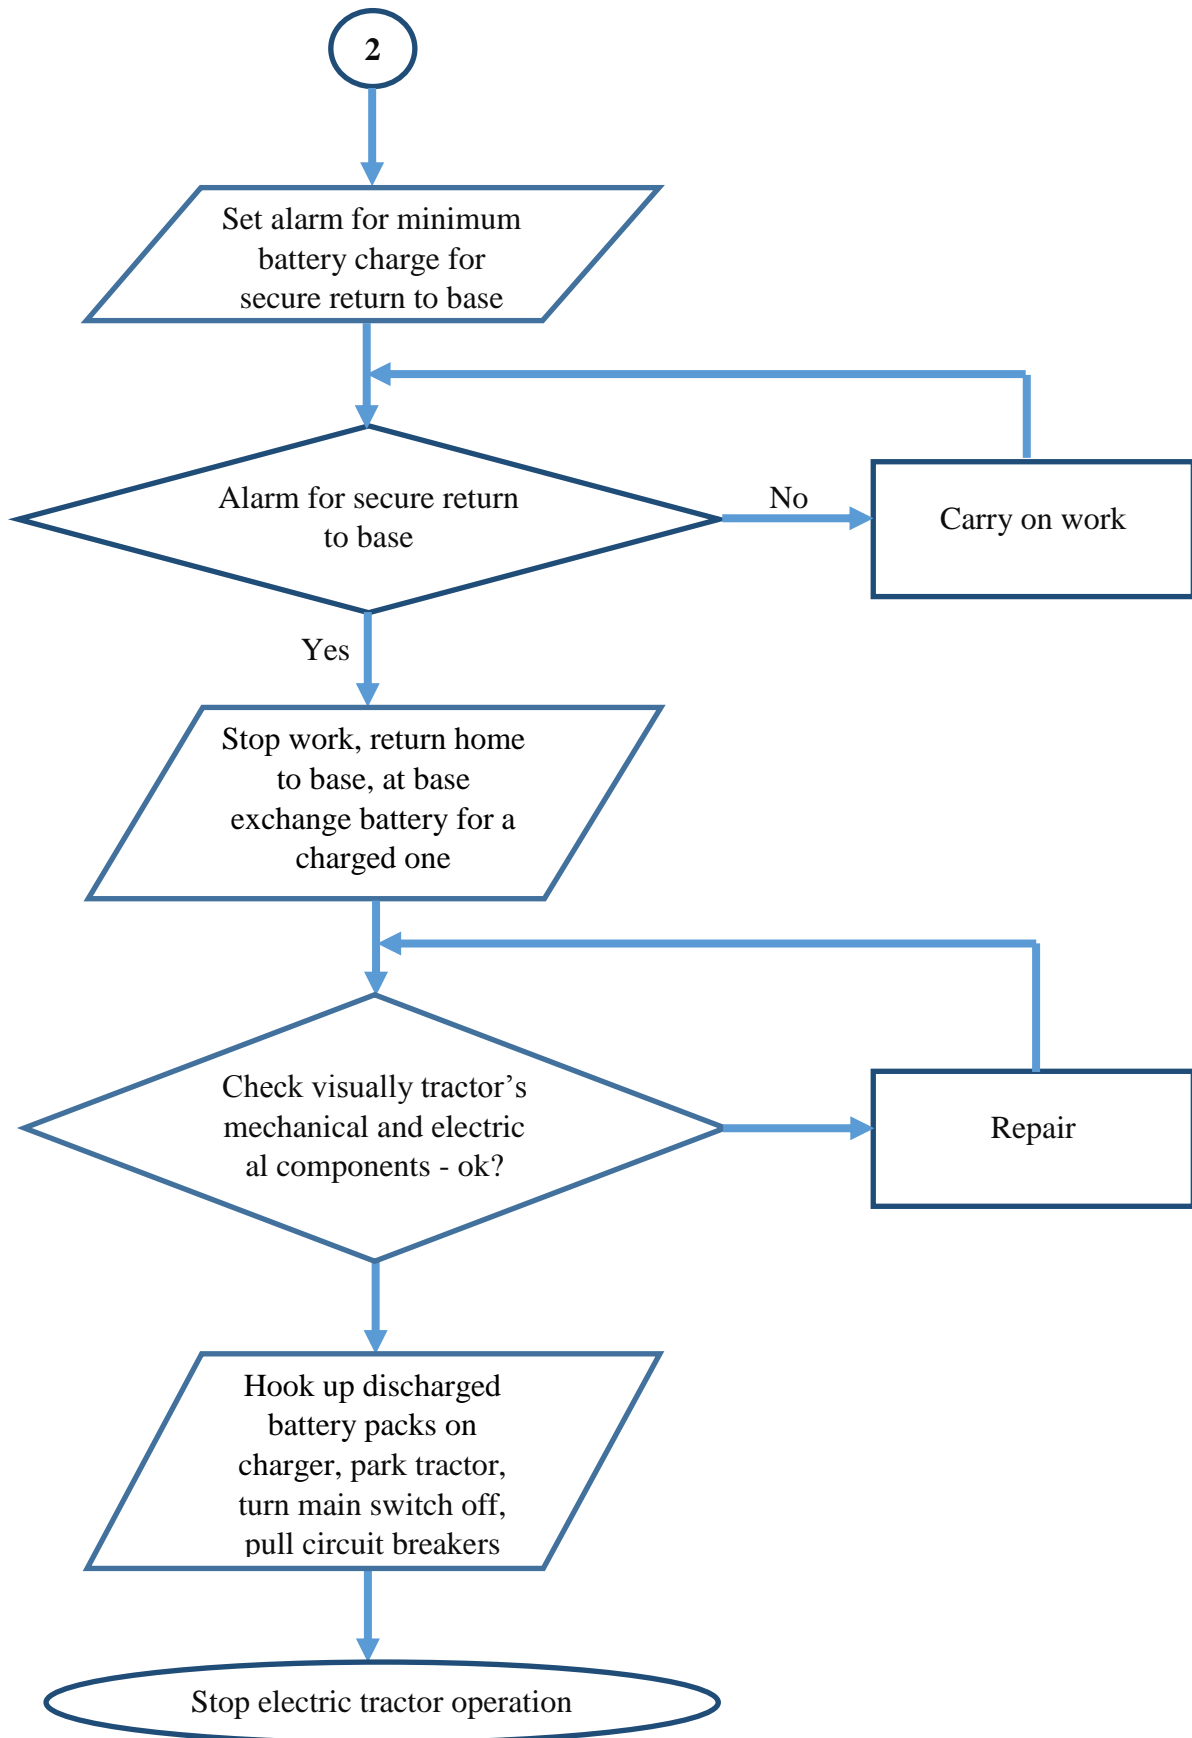 2
Set alarm for minimum
battery charge for
secure return to base
Alarm for secure return
to base
No
Carry on work
Yes
Stop work, return home
to base, at base
exchange battery for a
charged one
Check visually tractor’s
mechanical and electric
al components - ok?
Repair
Hook up discharged
battery packs on
charger, park tractor,
turn main switch off,
pull circuit breakers
Stop electric tractor operation